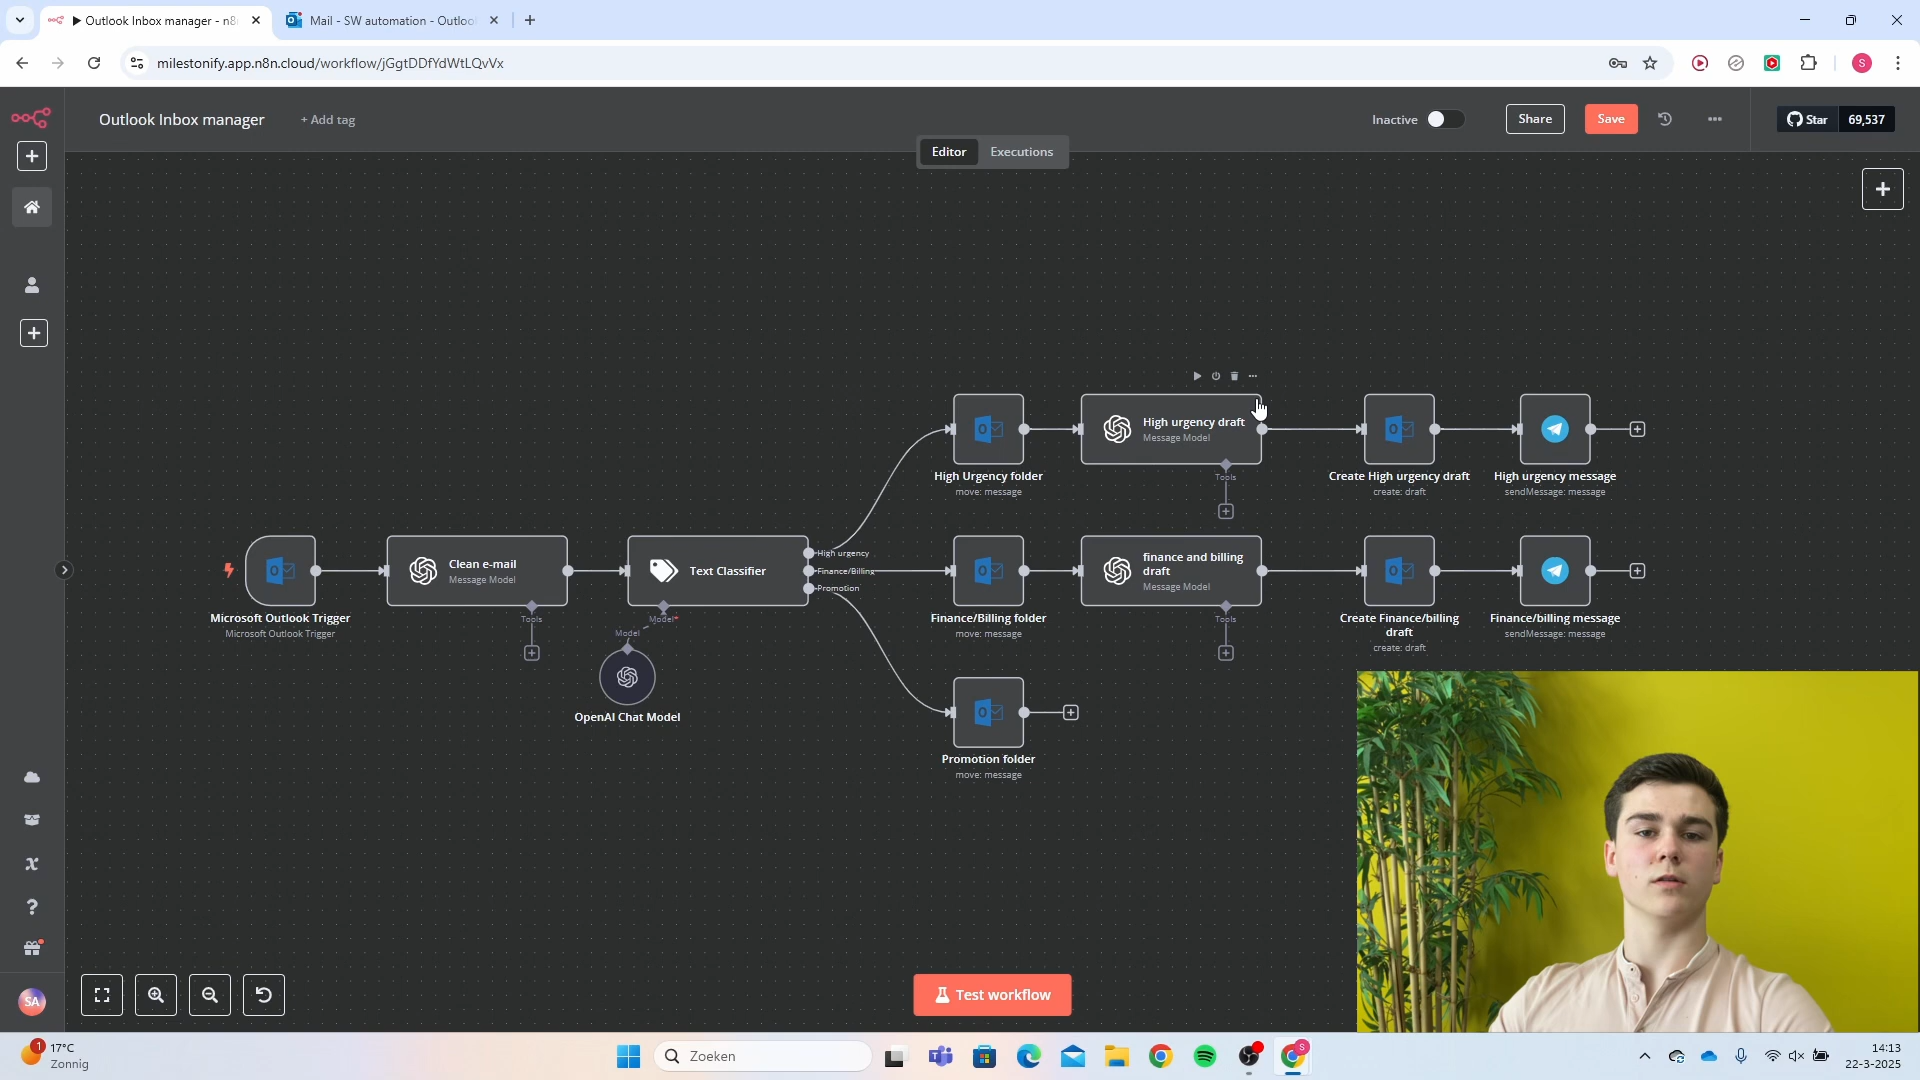 ▶ Outlook Inbox manager - n8
Mail - SW automation - Outloo
milestonify.app.n8n.cloud/workflow/jGgtDDfYdWtLQvVx
S
Outlook Inbox manager
+ Add tag
Inactive
Share
Save
Star
69,537
Editor
Executions
High urgency draft
Message Model
Tools
High Urgency folder
move: message
Create High urgency draft
create: draft
High urgency message
sendMessage: message
Clean e-mail
Message Model
Tools
Text Classifier
High urgency
Finance/Billing
Promotion
Model*
Model
finance and billing
draft
Message Model
Tools
Microsoft Outlook Trigger
Microsoft Outlook Trigger
Finance/Billing folder
move: message
Create Finance/billing
draft
create: draft
Finance/billing message
sendMessage: message
OpenAI Chat Model
Promotion folder
move: message
SA
Test workflow
1
17°C
Zonnig
Zoeken
S
14:13
22-3-2025